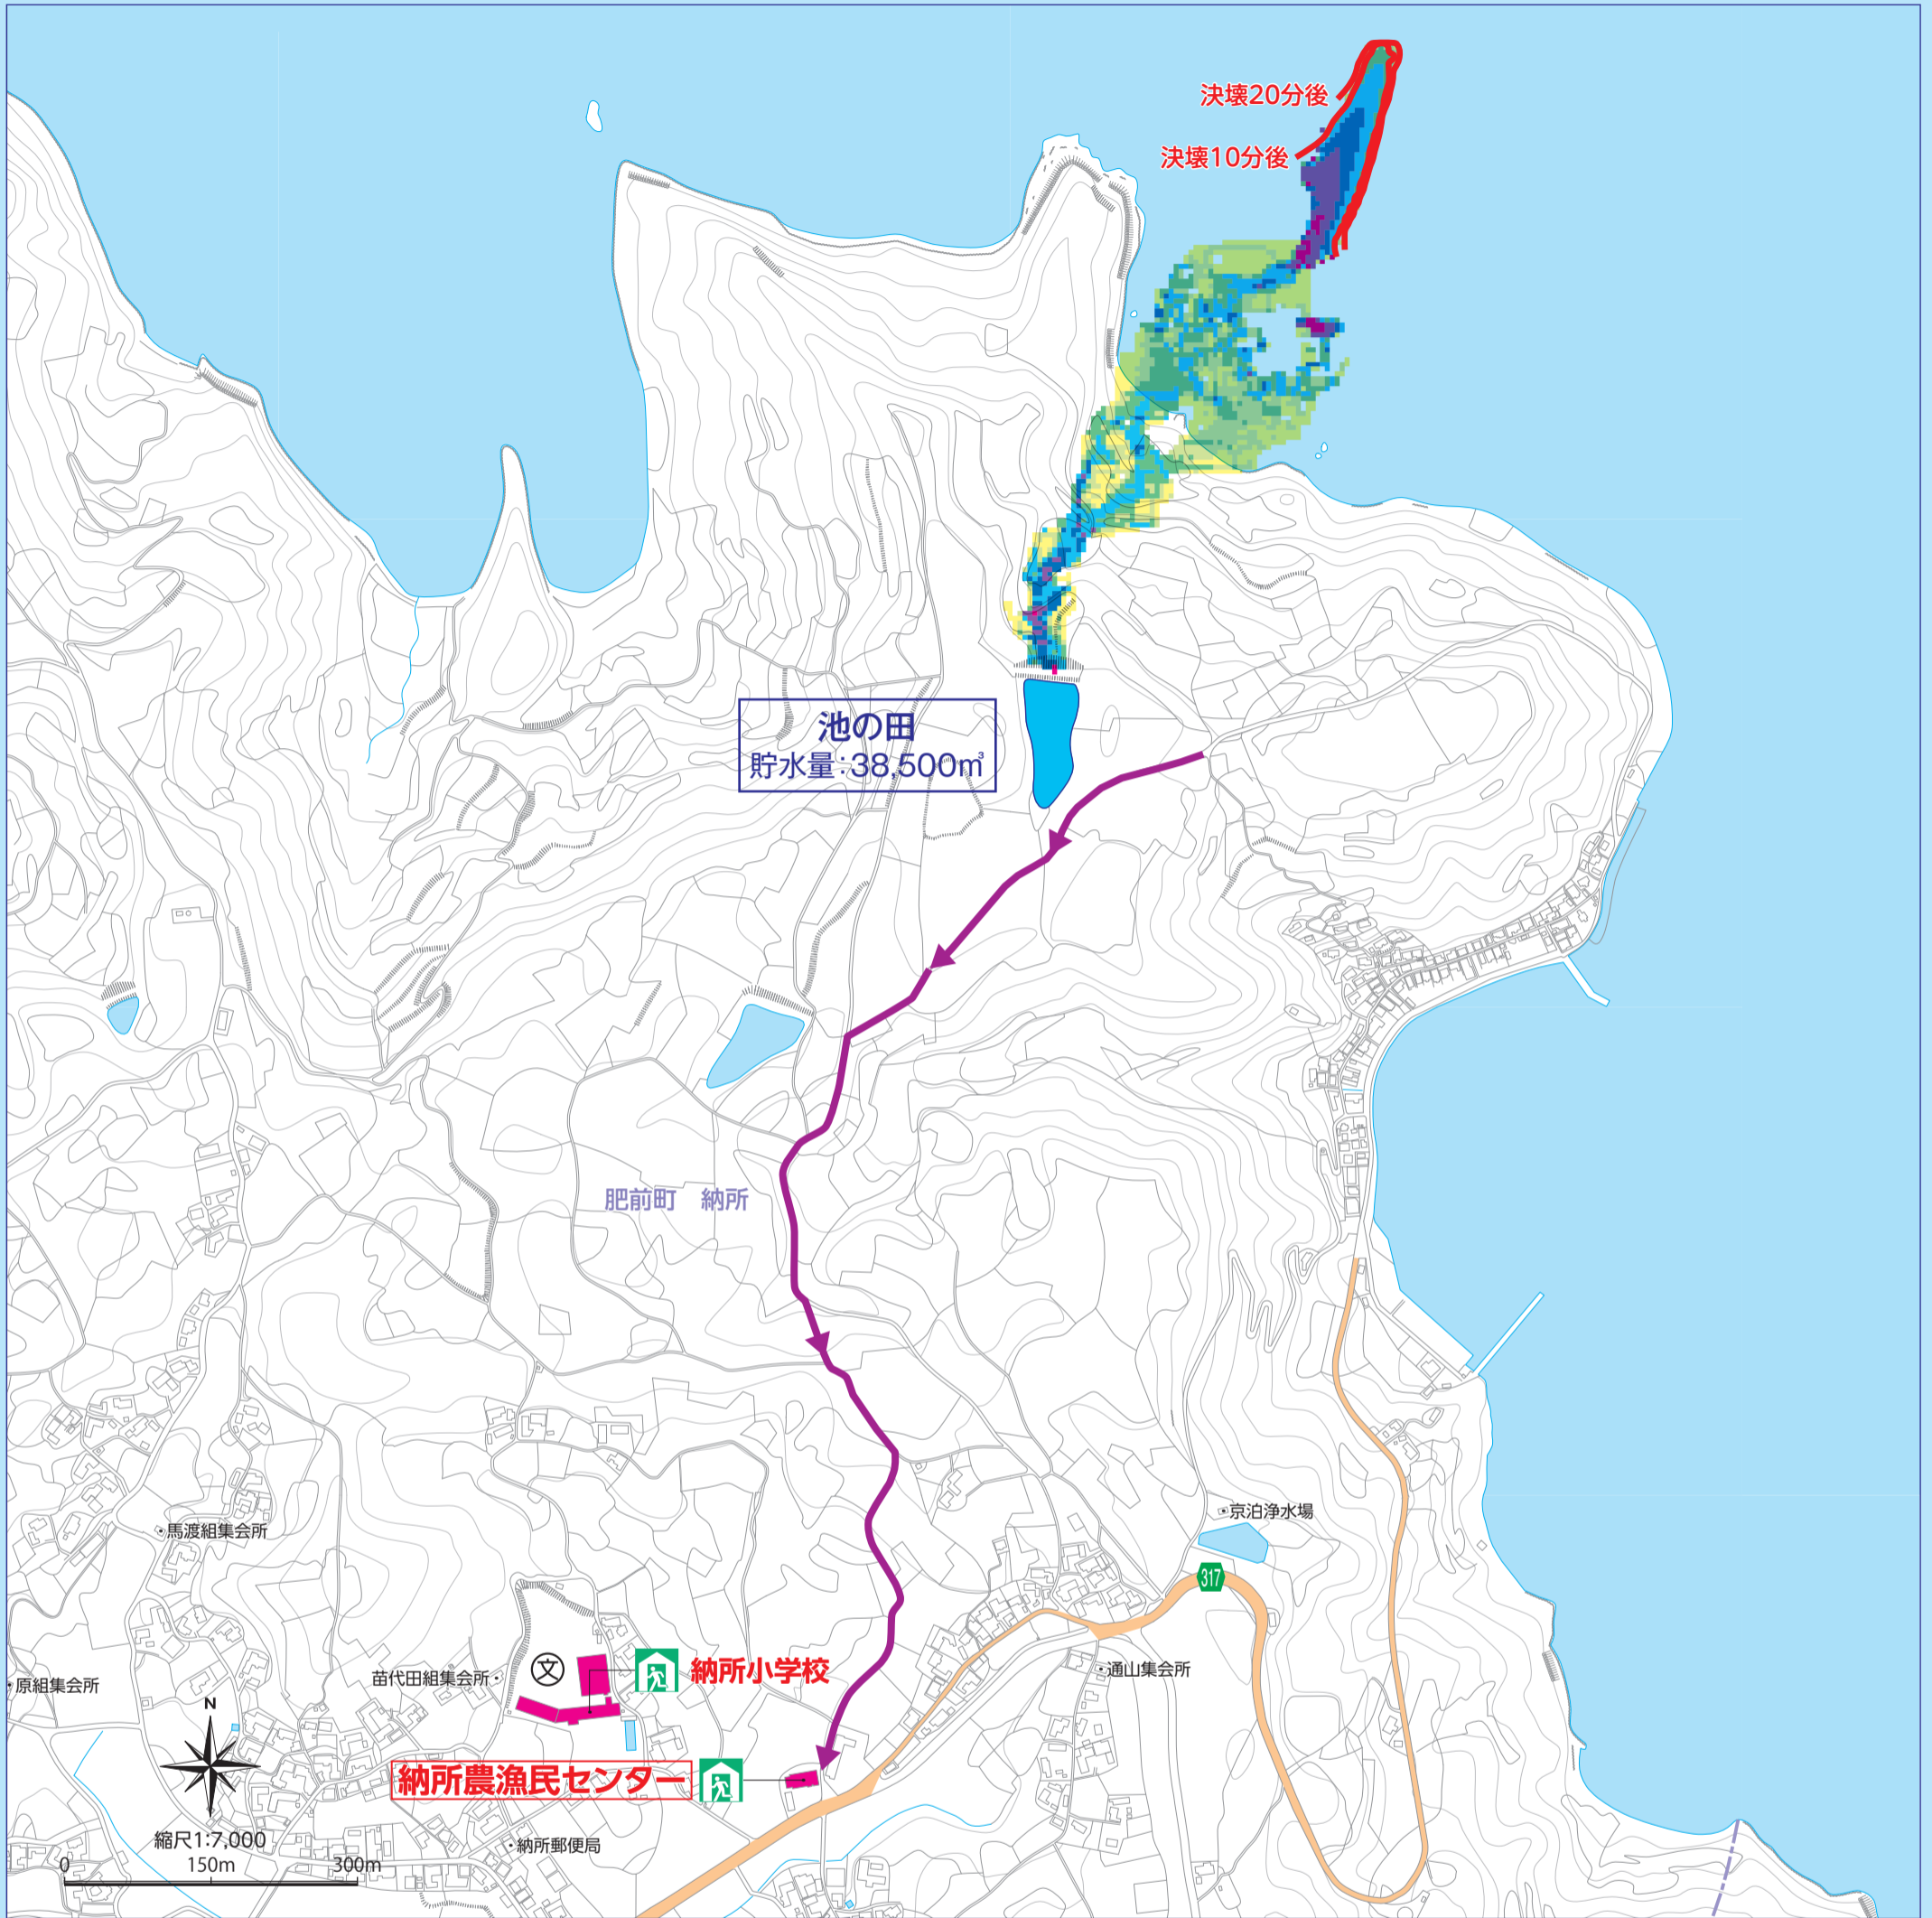 決壊20分後
決壊10分後
池の田
貯水量：38,500㎥
肥前町　納所
京泊浄水場
317
馬渡組集会所
通山集会所
原組集会所
苗代田組集会所
文
納所小学校
N
納所農漁民センター
縮尺1:7,000
0 150m 300m
納所郵便局